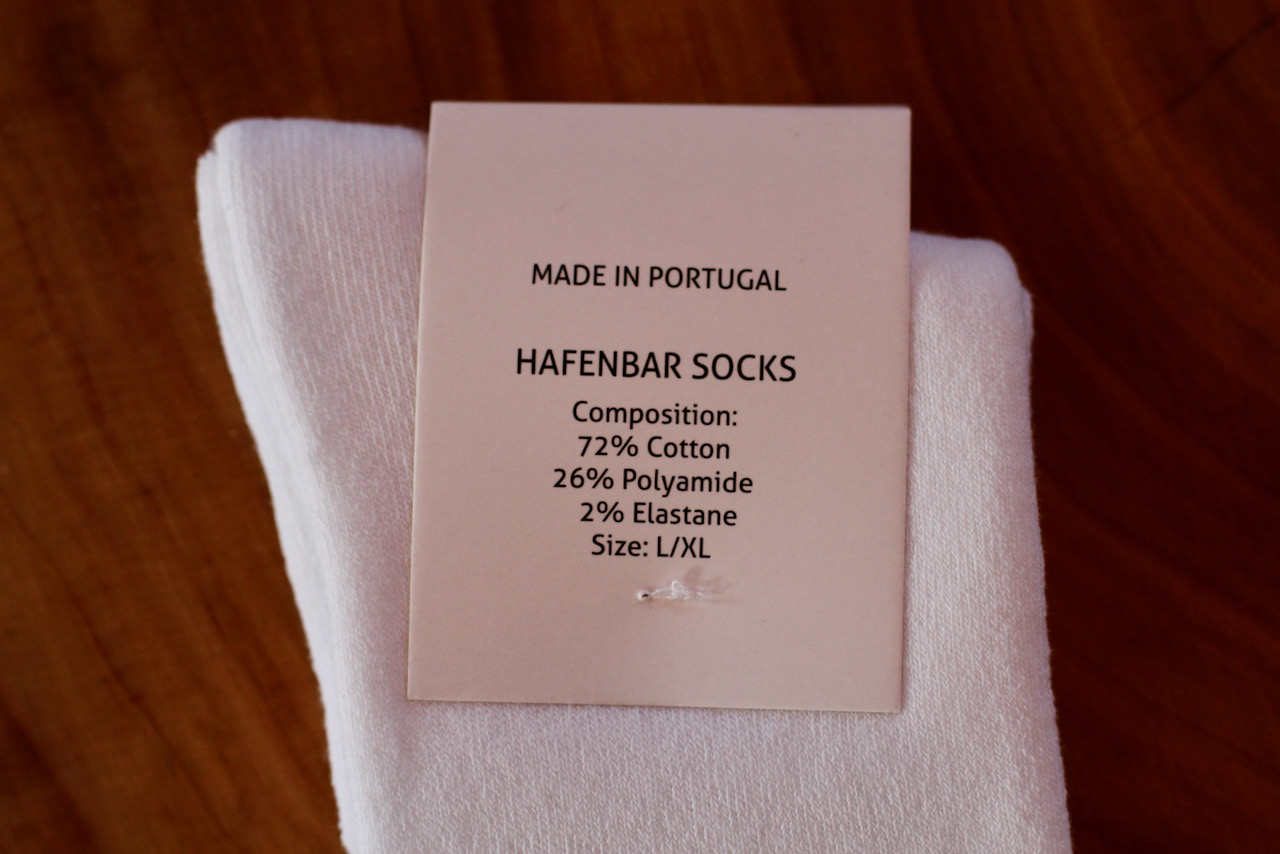 MADE IN PORTUGAL
HAFENBAR SOCKS
Composition:
72% Cotton
26% Polyamide
2% Elastane
Size: L/XL